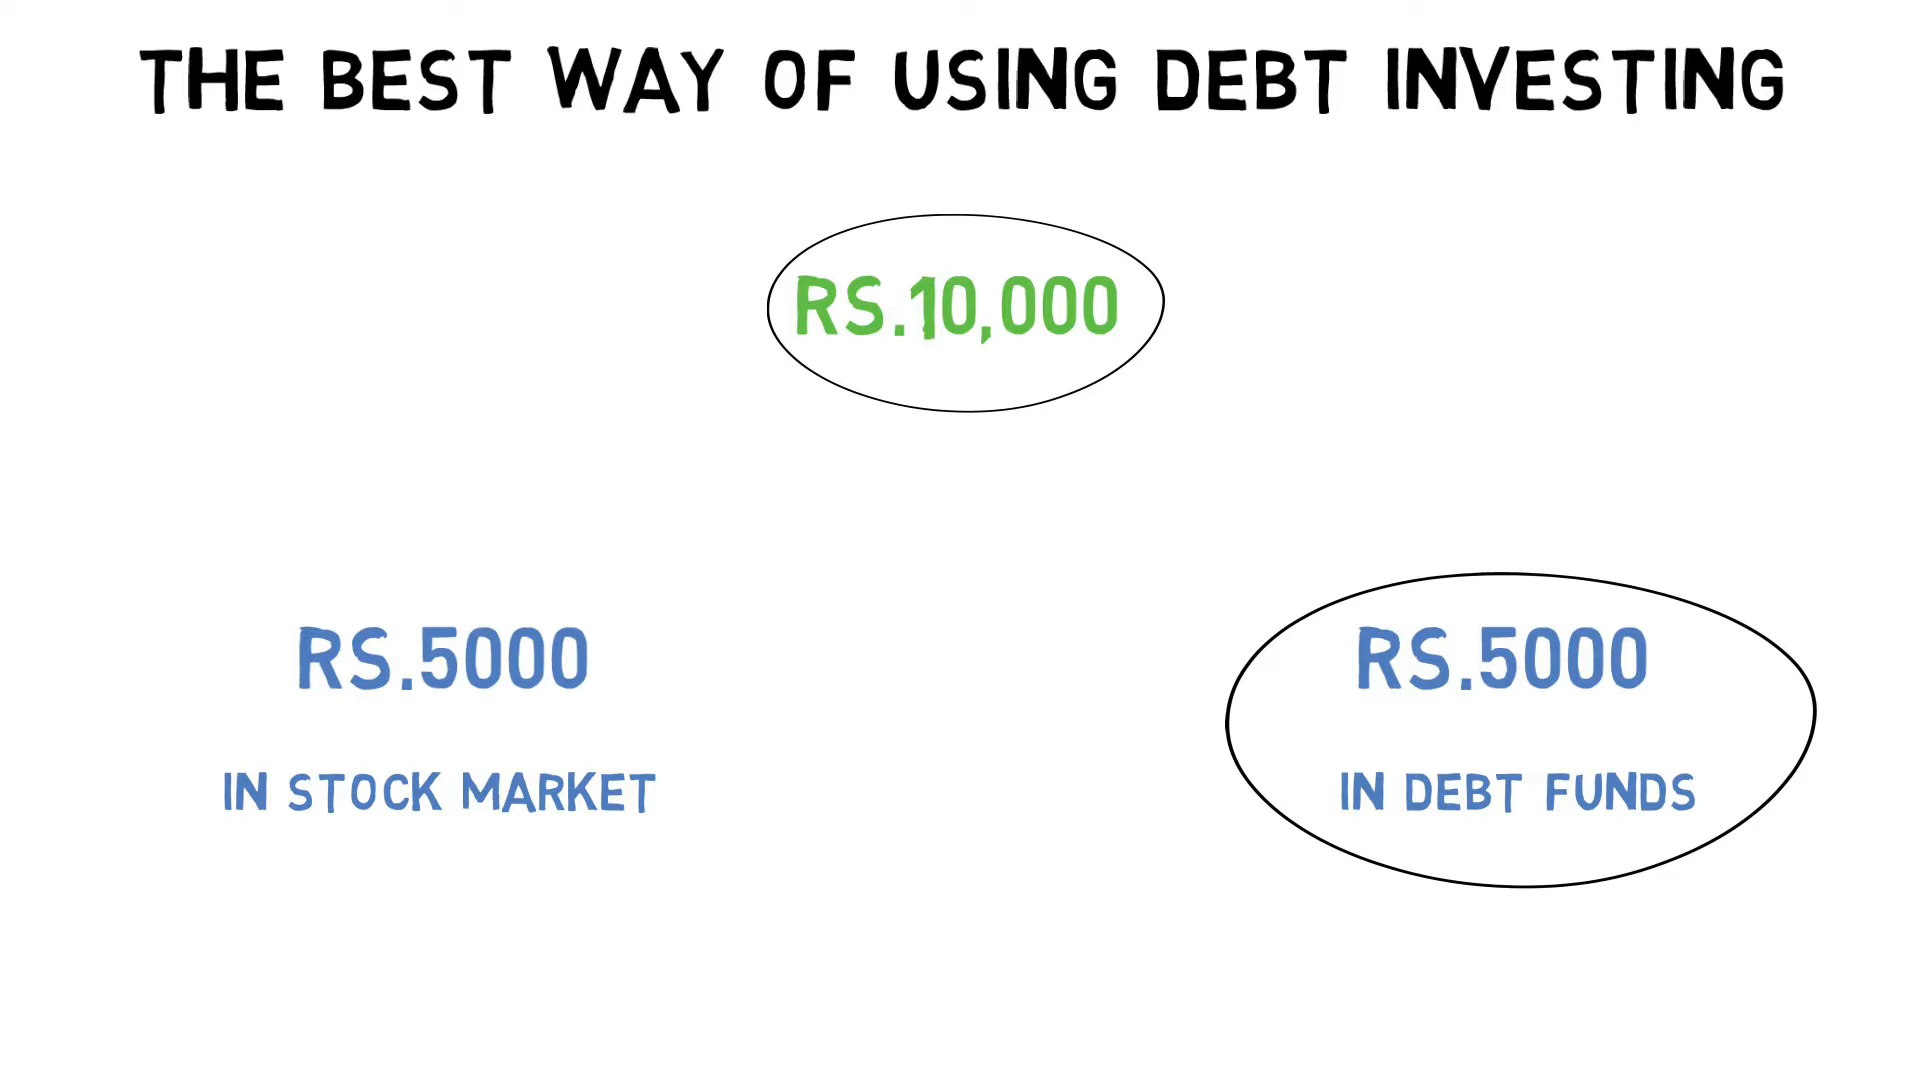 THE BEST WAY OF USING DEBT INVESTING
RS.10,000
RS.5000
IN STOCK MARKET
RS.5000
IN DEBT FUNDS